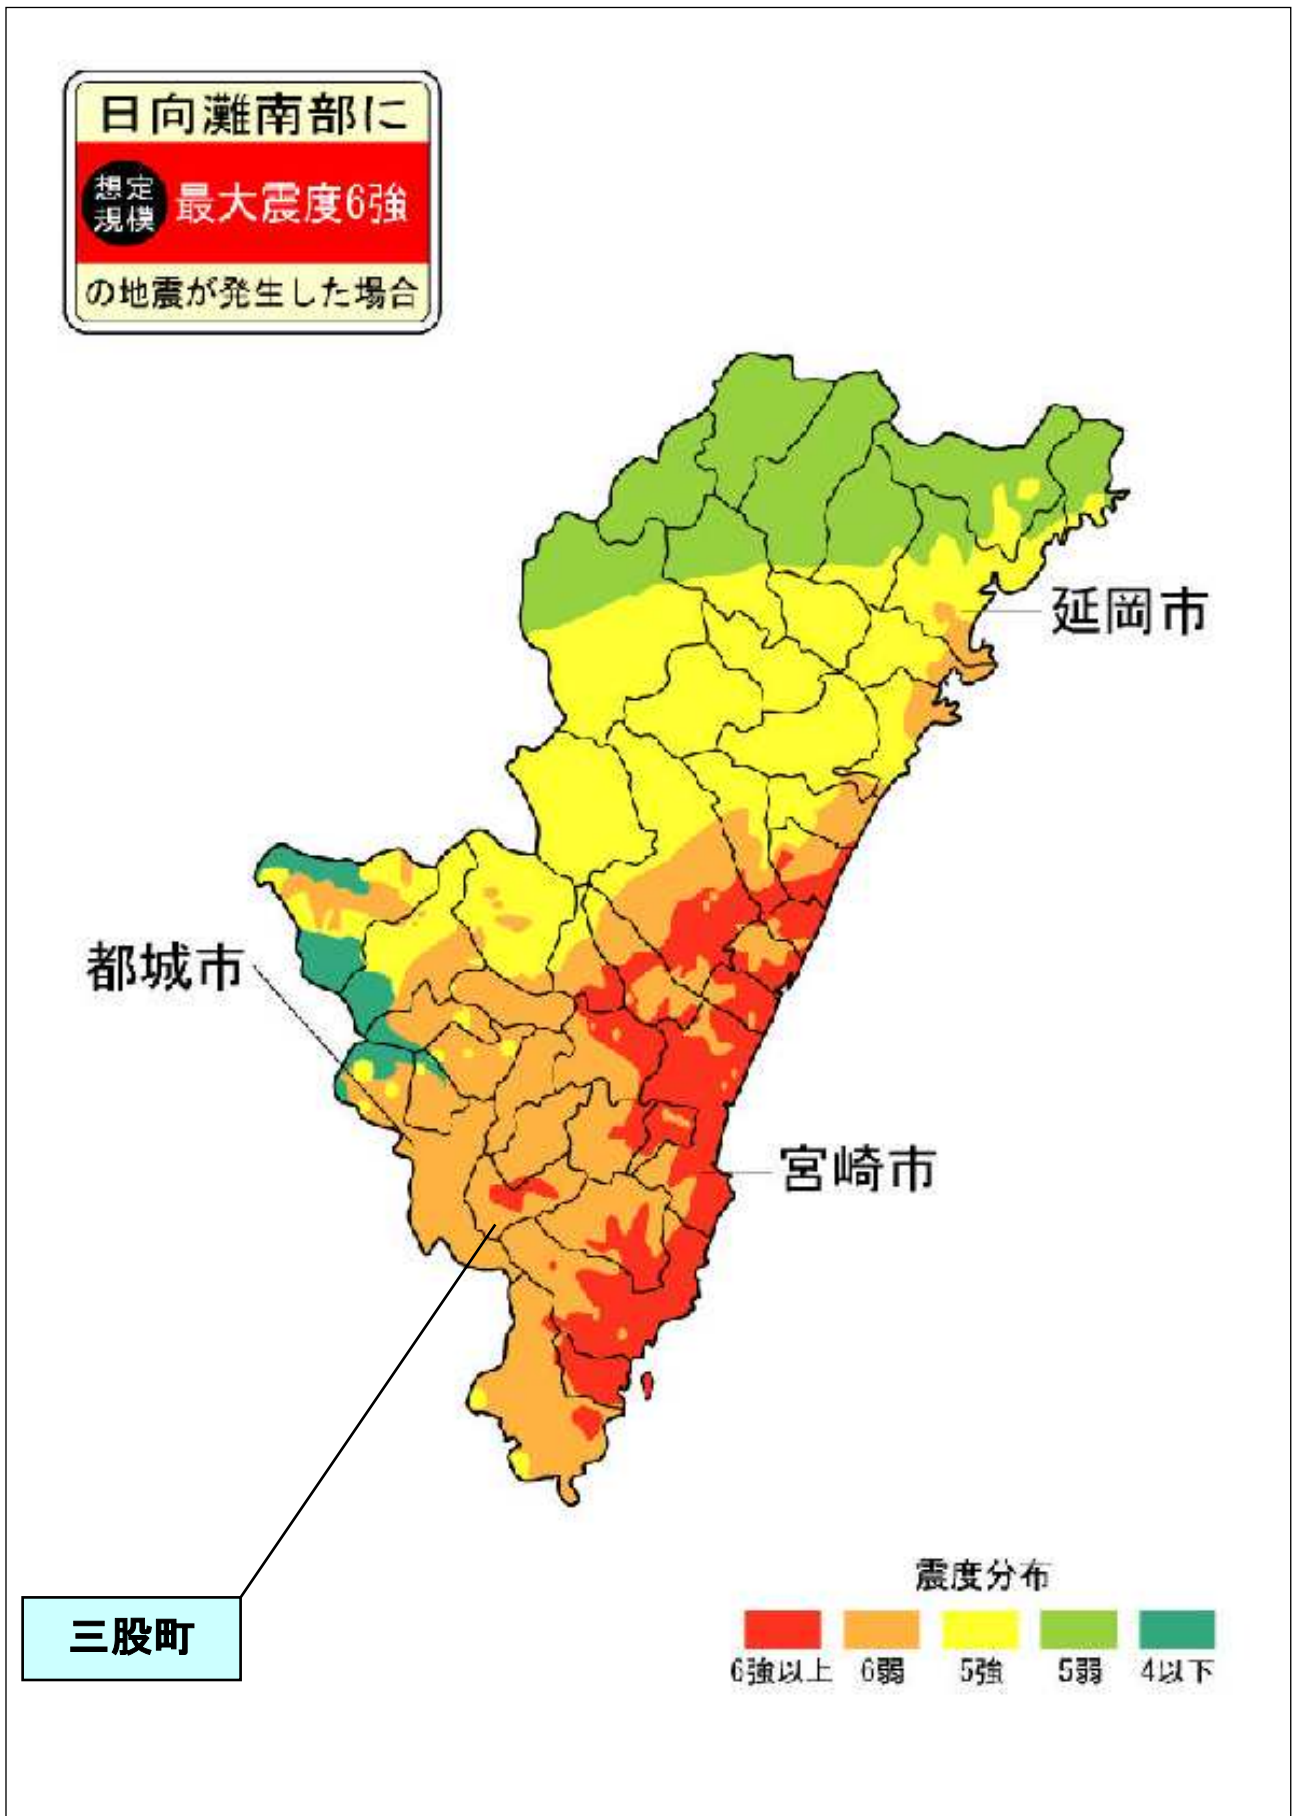 日向灘南部に
想定
規模
最大震度6強
の地震が発生した場合
延岡市
都城市
宮崎市
三股町
震度分布
6強以上 6弱 5強 5弱 4以下